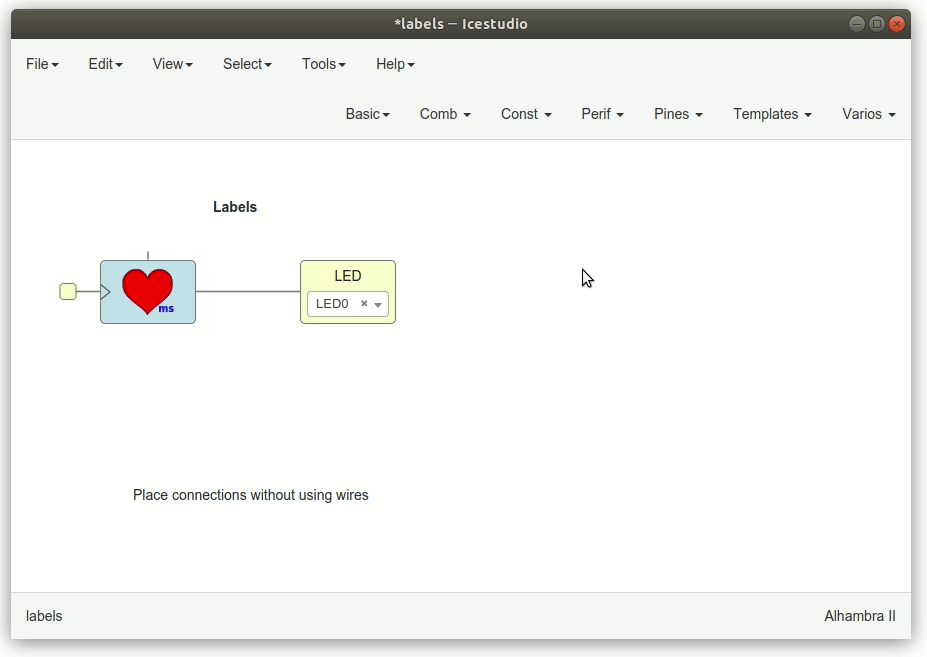 *labels – Icestudio
File Edit View Select Tools Help
Basic Comb Const Perif Pines Templates Varios
Labels
LED
LED0
ms
Place connections without using wires
labels Alhambra II